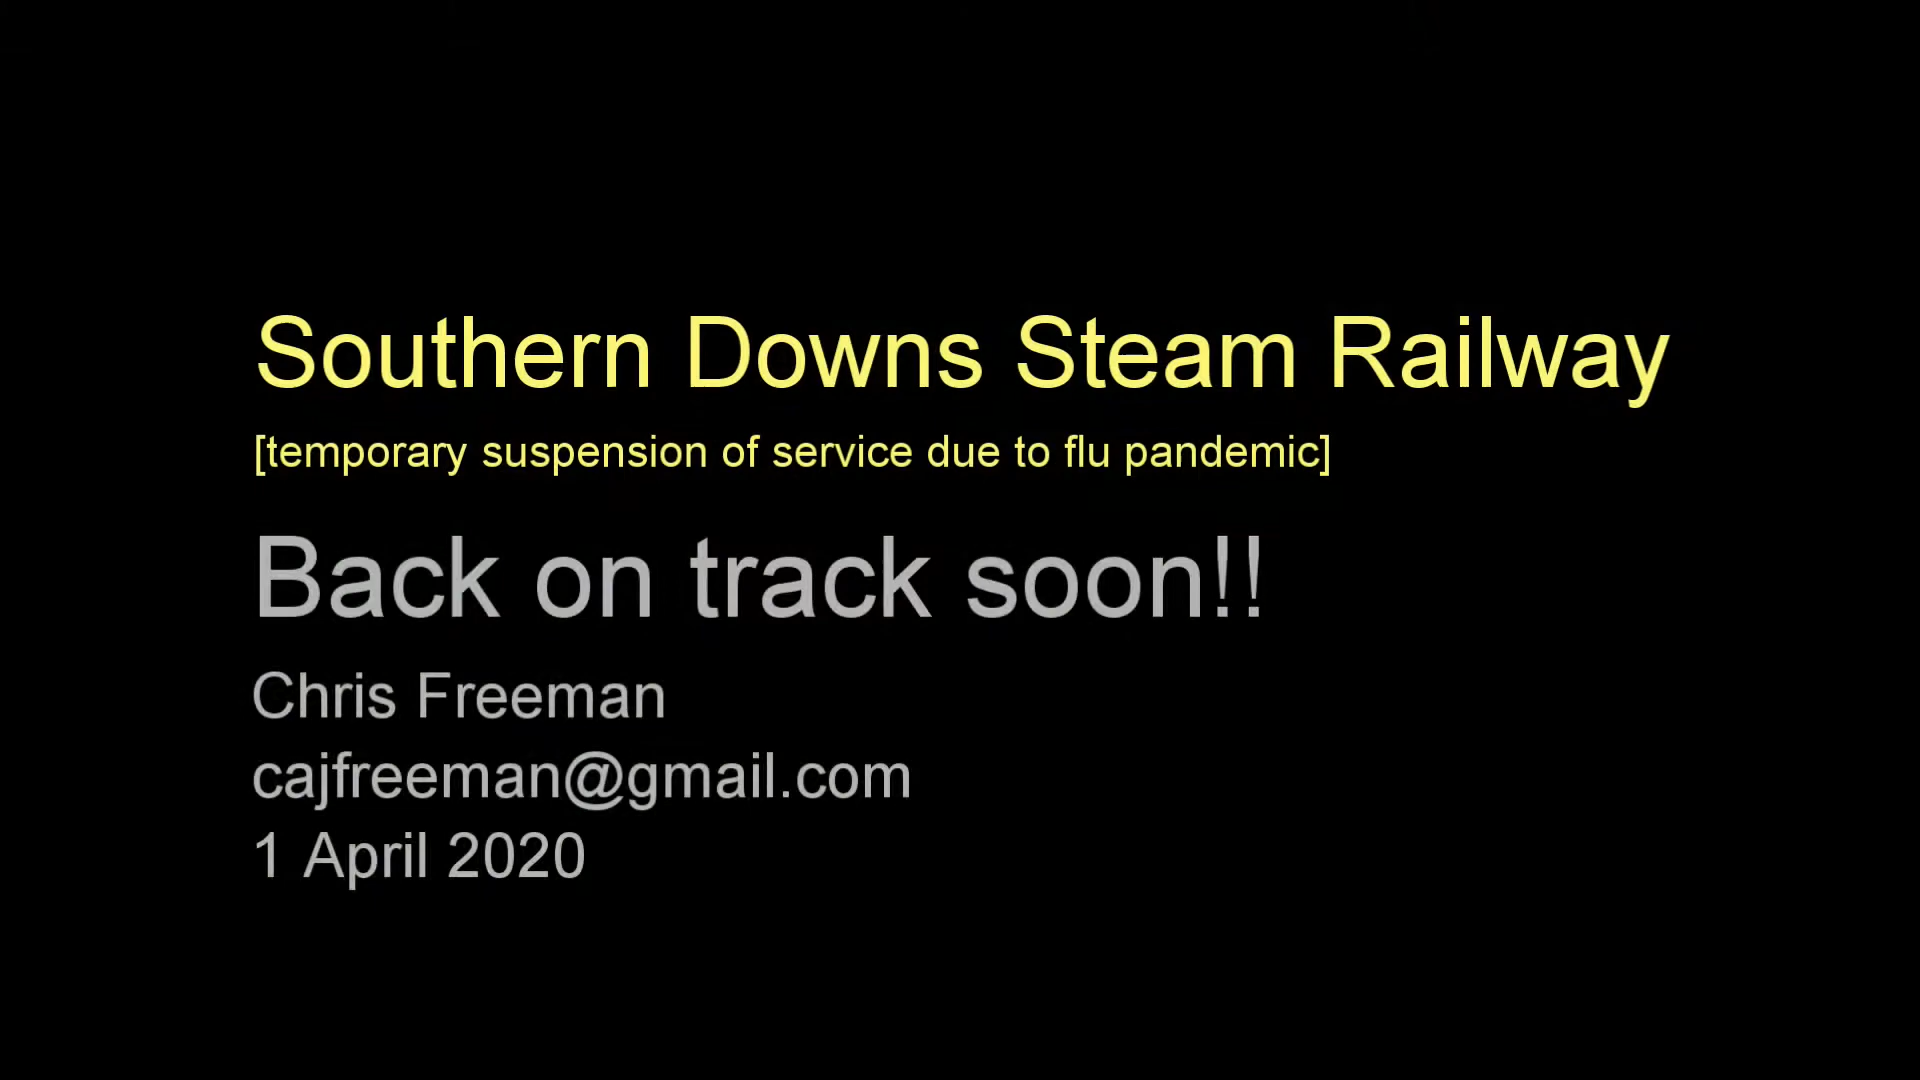 Southern Downs Steam Railway
[temporary suspension of service due to flu pandemic]
Back on track soon!!
Chris Freeman
cajfreeman@gmail.com
1 April 2020